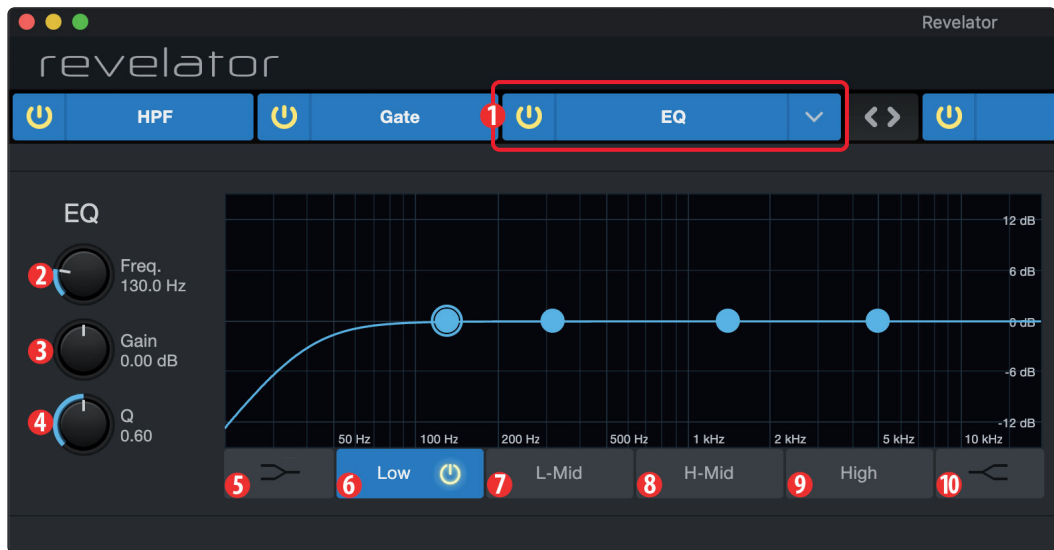 Revelator
revelator
HPF
Gate
1
EQ
EQ
2
Freq.
130.0 Hz
3
Gain
0.00 dB
4
Q
0.60
12 dB
6 dB
0 dB
-6 dB
-12 dB
50 Hz 100 Hz 200 Hz 500 Hz 1 kHz 2 kHz 5 kHz 10 kHz
5
6 Low
7 L-Mid
8 H-Mid
9 High
10